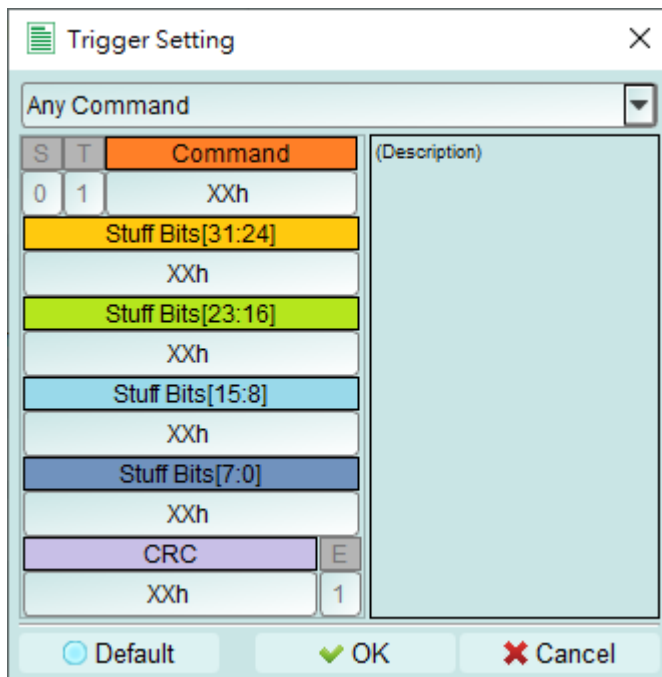 Trigger Setting
Any Command
S T Command
(Description)
0 1 XXh
Stuff Bits[31:24]
XXh
Stuff Bits[23:16]
XXh
Stuff Bits[15:8]
XXh
Stuff Bits[7:0]
XXh
CRC E
XXh 1
Default OK Cancel